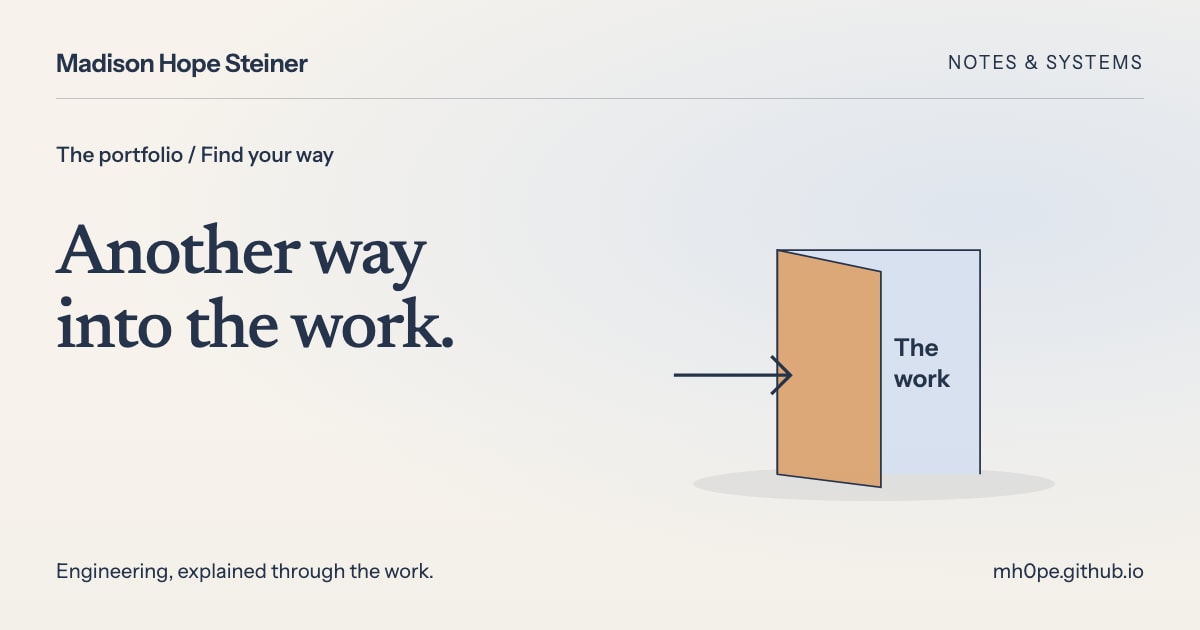 Madison Hope Steiner
NOTES & SYSTEMS
The portfolio / Find your way
Another way
into the work.
The
work
Engineering, explained through the work.
mh0pe.github.io